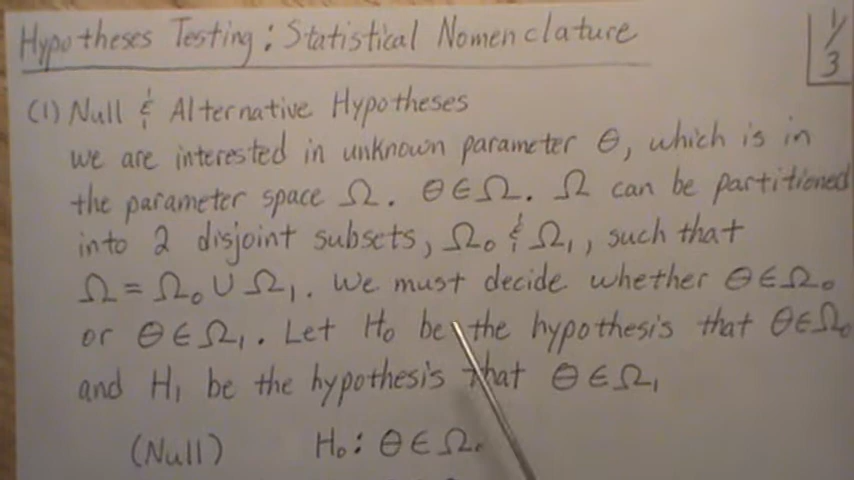 Hypotheses Testing: Statistical Nomenclature
1/3
(1) Null & Alternative Hypotheses
we are interested in unknown parameter θ, which is in
the parameter space Ω. θ∈Ω. Ω can be partitioned
into 2 disjoint subsets, Ω₀ & Ω₁, such that
Ω = Ω₀ ∪ Ω₁. We must decide whether θ∈Ω₀
or θ∈Ω₁. Let H₀ be the hypothesis that θ∈Ω₀
and H₁ be the hypothesis that θ∈Ω₁
(Null) H₀: θ∈Ω₀